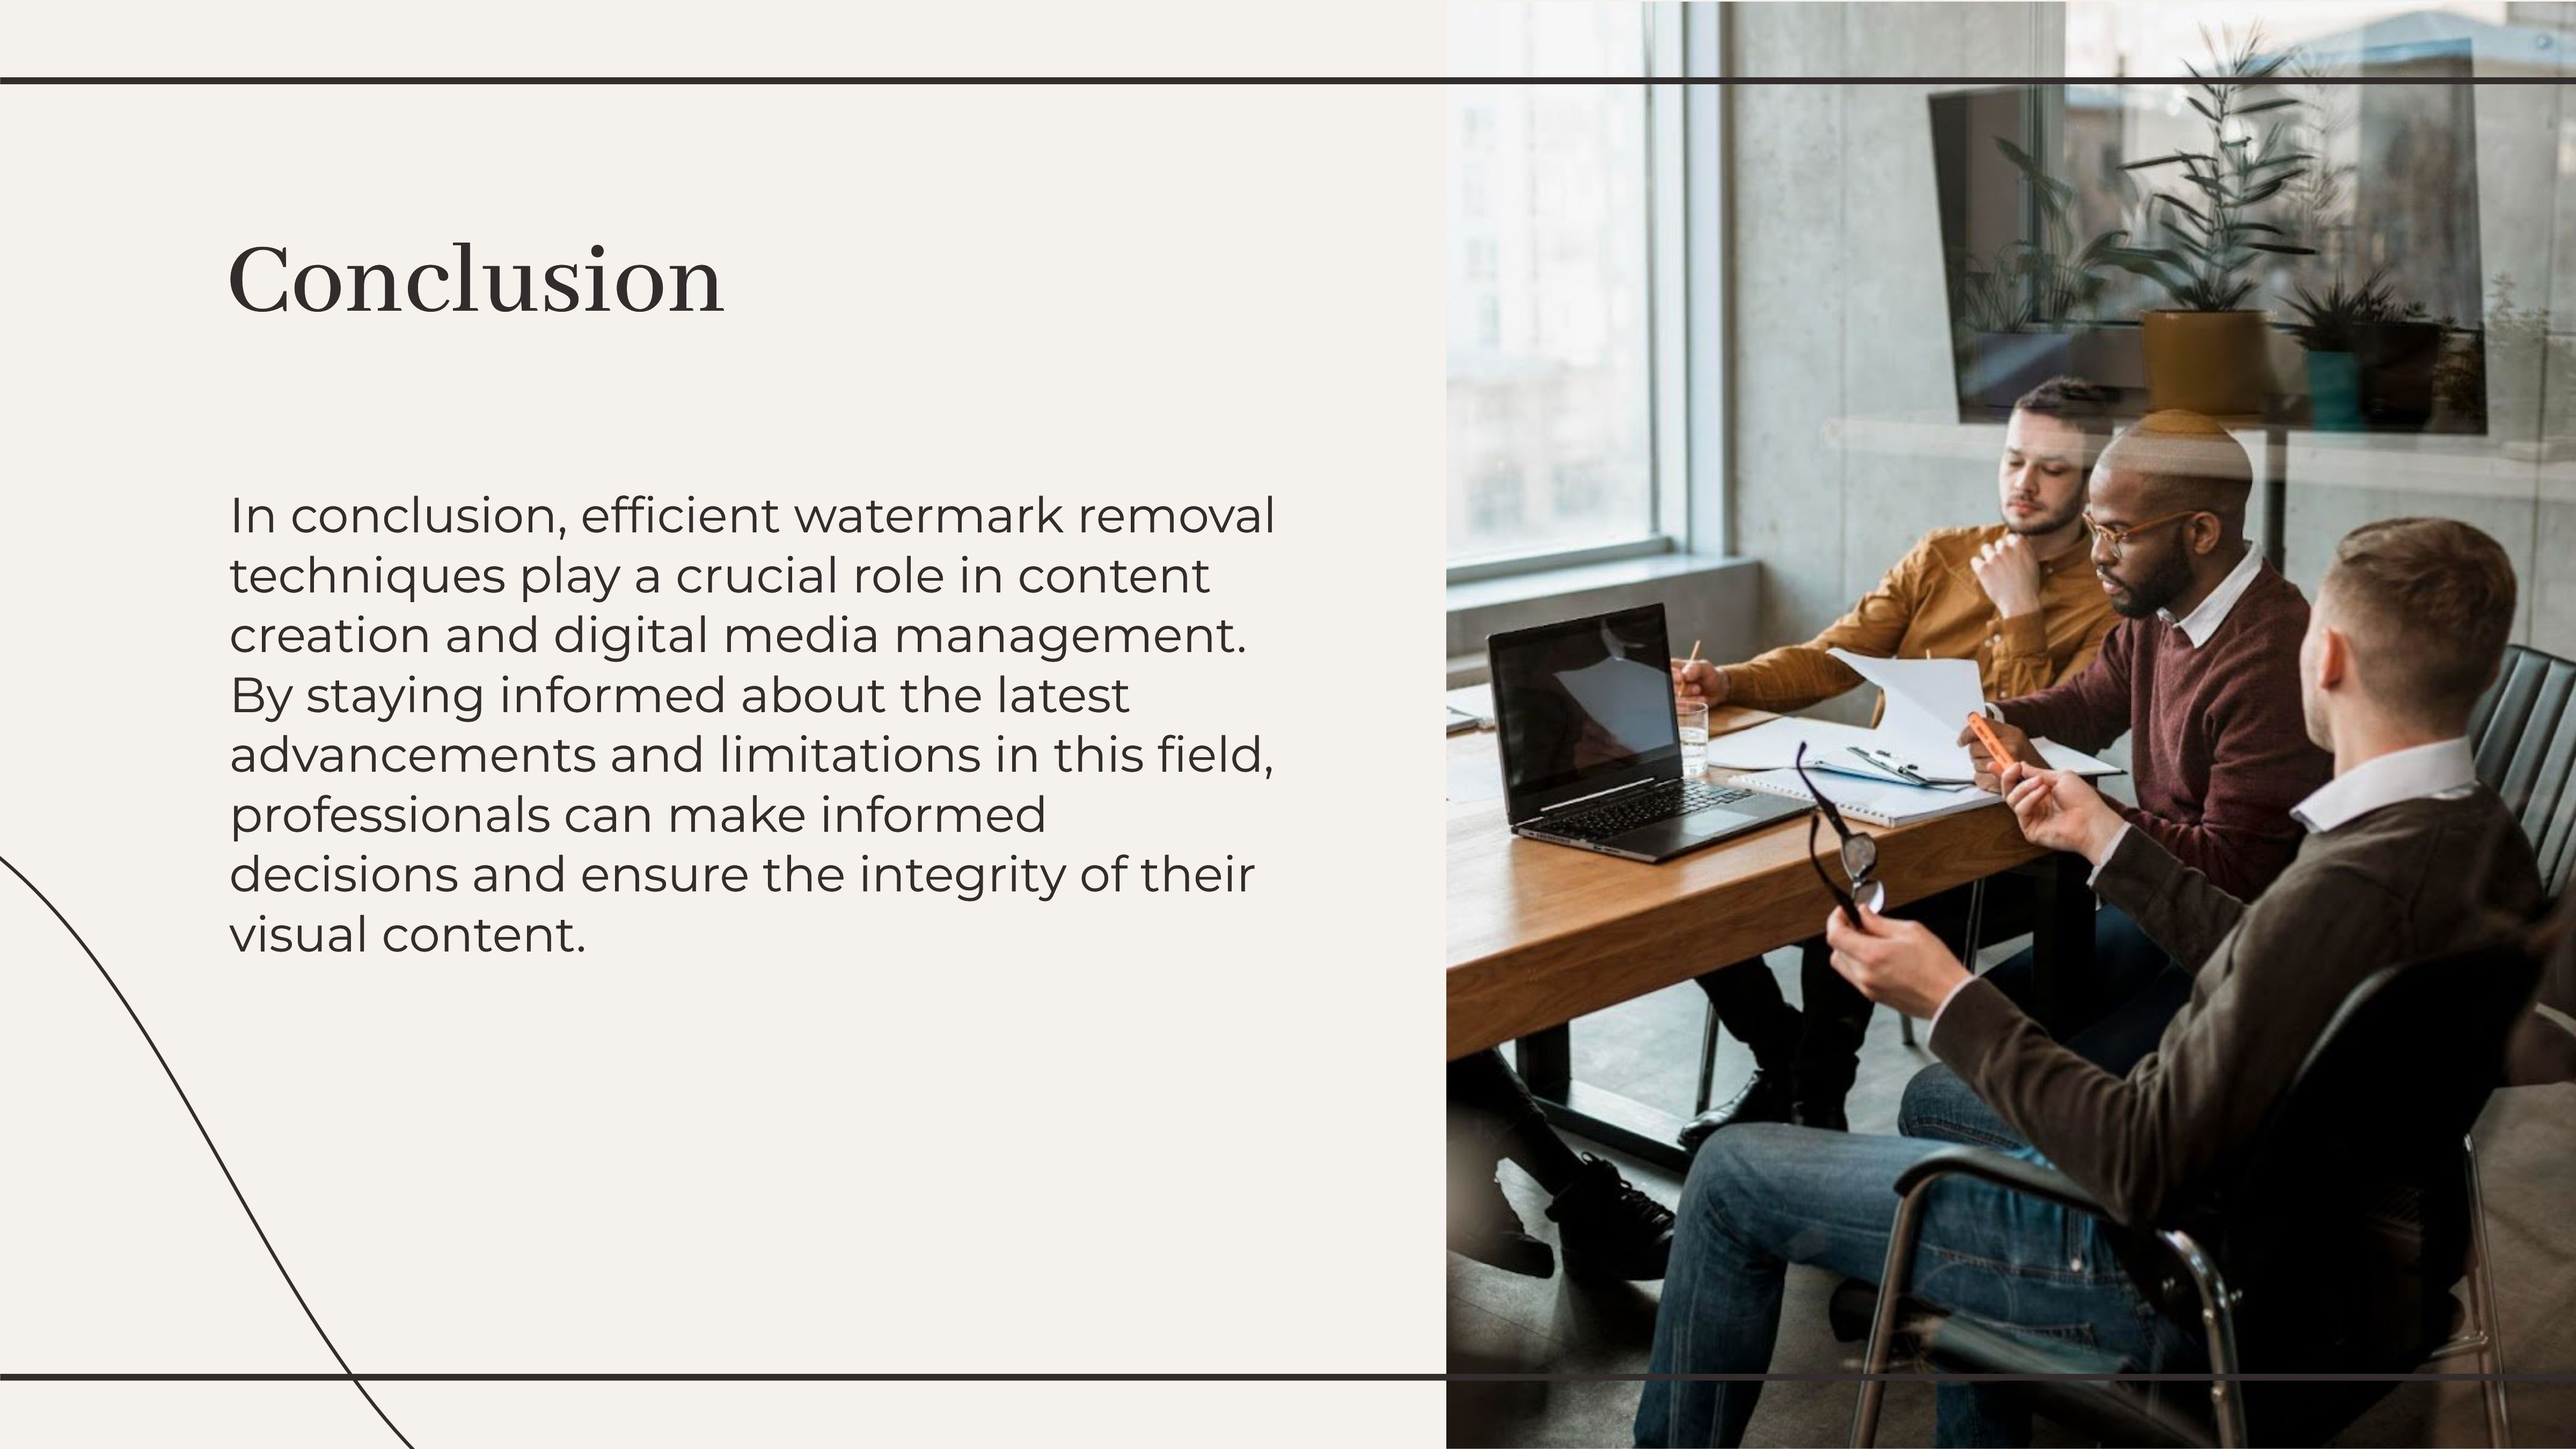 Conclusion
In conclusion, efficient watermark removal
techniques play a crucial role in content
creation and digital media management.
By staying informed about the latest
advancements and limitations in this field,
professionals can make informed
decisions and ensure the integrity of their
visual content.